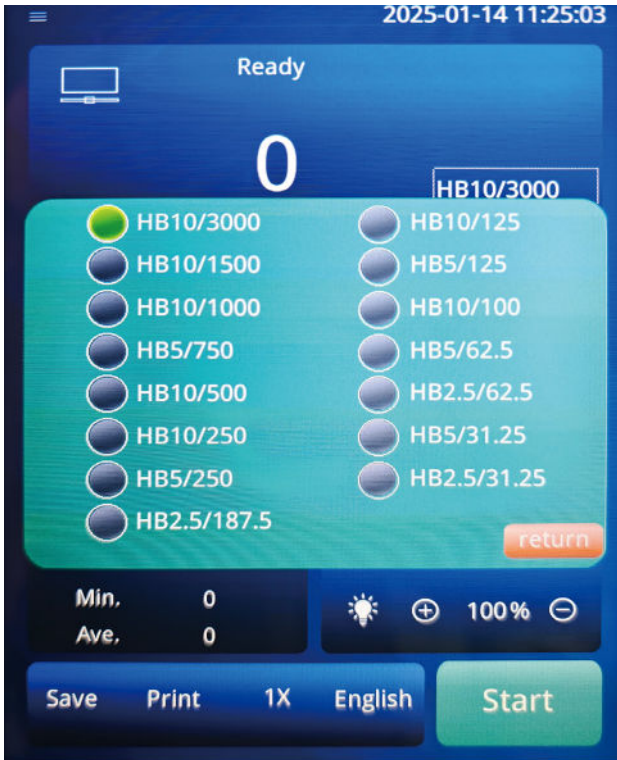 2025-01-14 11:25:03
Ready
0
HB10/3000
HB10/3000
HB10/1500
HB10/1000
HB5/750
HB10/500
HB10/250
HB5/250
HB2.5/187.5
HB10/125
HB5/125
HB10/100
HB5/62.5
HB2.5/62.5
HB5/31.25
HB2.5/31.25
return
Min. 0
Ave. 0
100%
Save Print 1X English Start